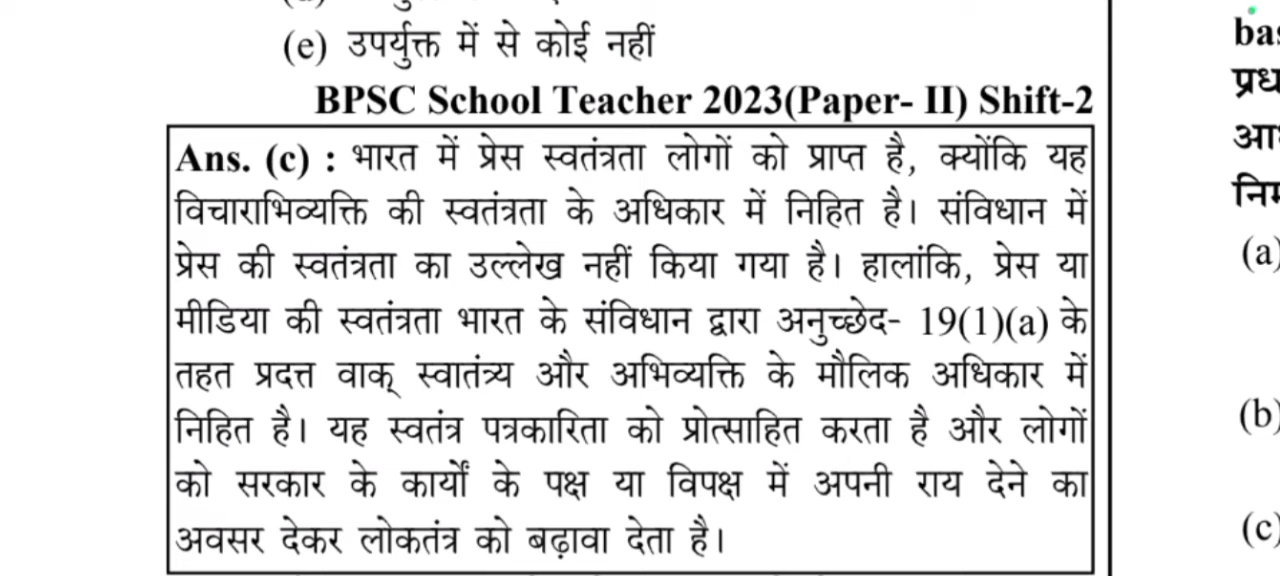 (e) उपर्युक्त में से कोई नहीं
BPSC School Teacher 2023(Paper- II) Shift-2
Ans. (c) : भारत में प्रेस स्वतंत्रता लोगों को प्राप्त है, क्योंकि यह
विचाराभिव्यक्ति की स्वतंत्रता के अधिकार में निहित है। संविधान में
प्रेस की स्वतंत्रता का उल्लेख नहीं किया गया है। हालांकि, प्रेस या
मीडिया की स्वतंत्रता भारत के संविधान द्वारा अनुच्छेद- 19(1)(a) के
तहत प्रदत्त वाक् स्वातंत्र्य और अभिव्यक्ति के मौलिक अधिकार में
निहित है। यह स्वतंत्र पत्रकारिता को प्रोत्साहित करता है और लोगों
को सरकार के कार्यों के पक्ष या विपक्ष में अपनी राय देने का
अवसर देकर लोकतंत्र को बढ़ावा देता है।
(a)
(b)
(c)